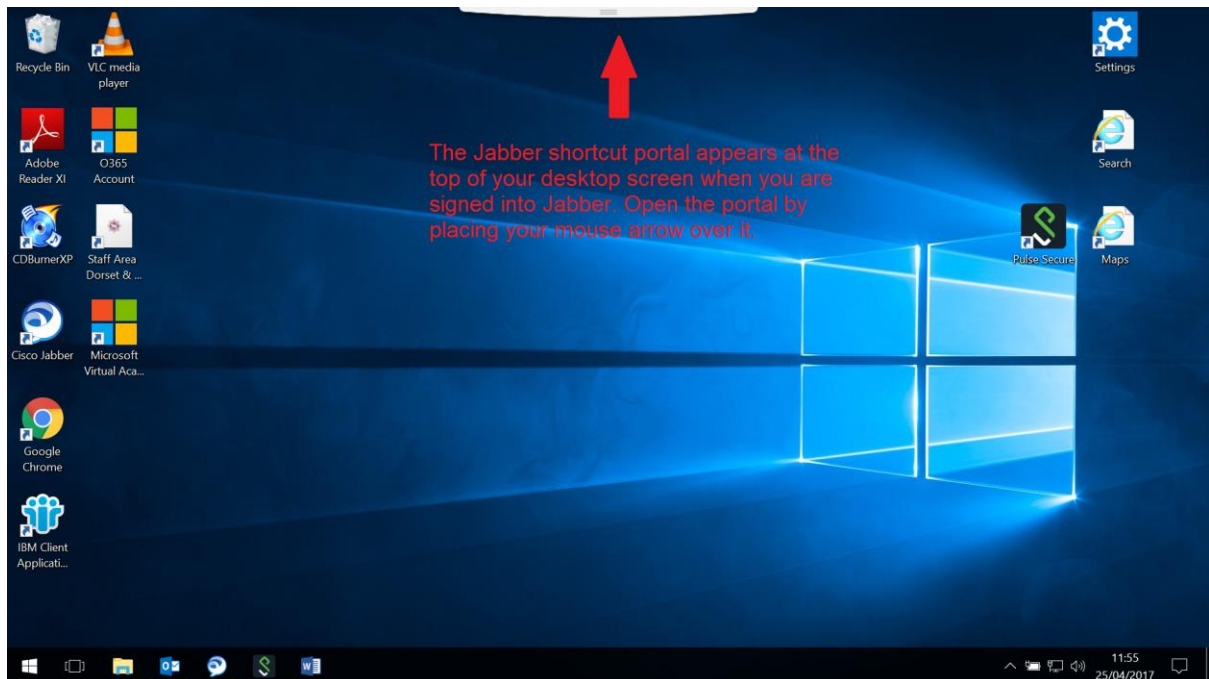 Recycle Bin
VLC media
player
Settings
Adobe
Reader XI
O365
Account
The Jabber shortcut portal appears at the
top of your desktop screen when you are
signed into Jabber. Open the portal by
placing your mouse arrow over it.
Search
CDBurnerXP
Staff Area
Dorset & ...
Pulse Secure
Maps
Cisco Jabber
Microsoft
Virtual Aca...
Google
Chrome
IBM Client
Applicati...
11:55
25/04/2017